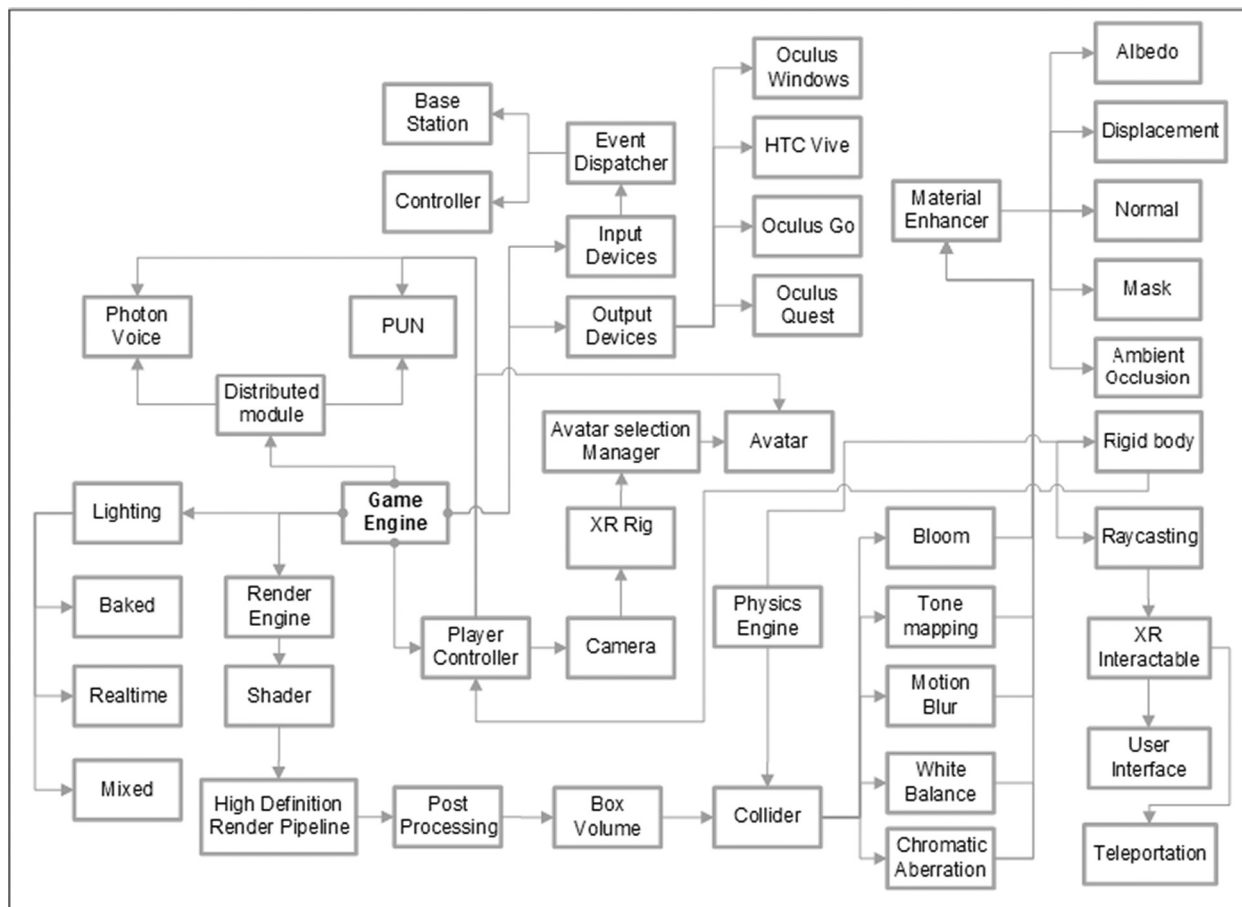 Oculus
Windows
Albedo
Base
Station
Event
Dispatcher
HTC Vive
Displacement
Controller
Material
Enhancer
Normal
Input
Devices
Oculus Go
Photon
Voice
PUN
Output
Devices
Oculus
Quest
Mask
Distributed
module
Ambient
Occlusion
Avatar selection
Manager
Avatar
Rigid body
Lighting
Game
Engine
XR Rig
Bloom
Raycasting
Baked
Render
Engine
Player
Controller
Camera
Physics
Engine
Tone
mapping
XR
Interactable
Realtime
Shader
Motion
Blur
User
Interface
Mixed
High Definition
Render Pipeline
Post
Processing
Box
Volume
Collider
White
Balance
Chromatic
Aberration
Teleportation